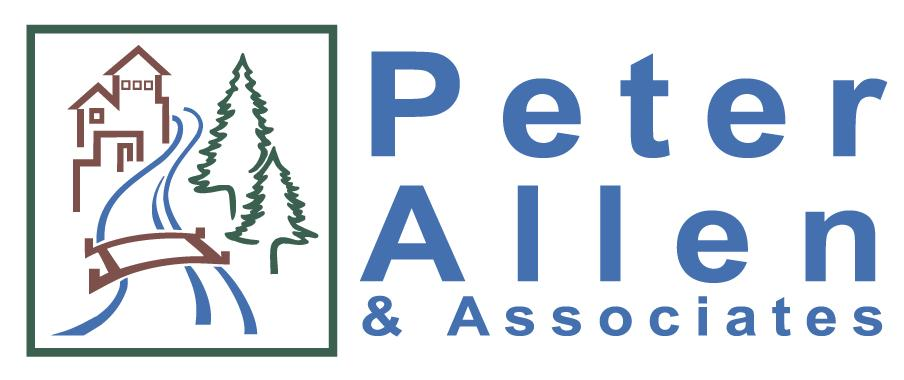 Peter
Allen
& Associates